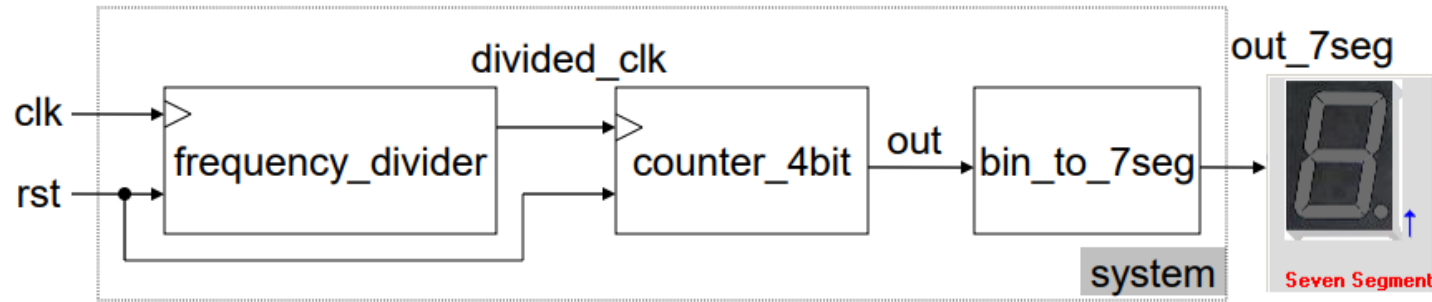 divided_clk
out_7seg
clk
frequency_divider
counter_4bit
out
bin_to_7seg
rst
system
Seven Segment